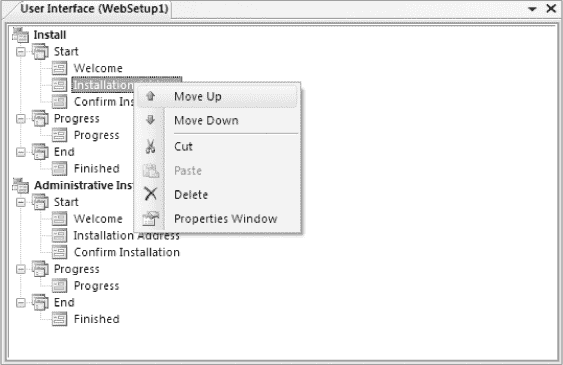 User Interface (WebSetup1)
Install
Start
Welcome
Installation
Confirm Ins
Progress
Progress
End
Finished
Move Up
Move Down
Cut
Paste
Delete
Properties Window
Administrative Inst
Start
Welcome
Installation Address
Confirm Installation
Progress
Progress
End
Finished